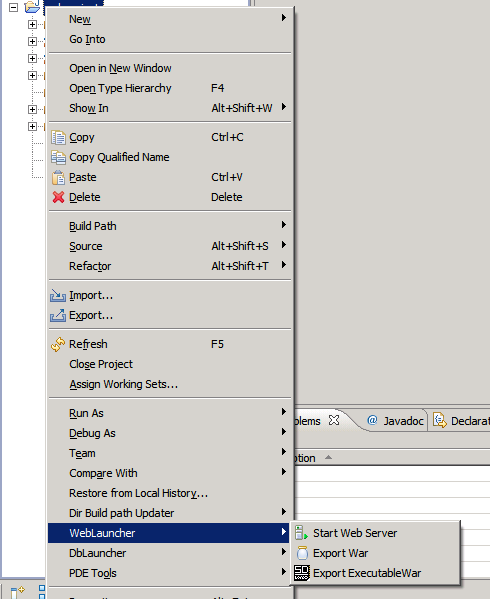 New
Go Into
Open in New Window
Open Type Hierarchy F4
Show In Alt+Shift+W
Copy Ctrl+C
Copy Qualified Name
Paste Ctrl+V
Delete Delete
Build Path
Source Alt+Shift+S
Refactor Alt+Shift+T
Import...
Export...
Refresh F5
Close Project
Assign Working Sets...
Run As
Debug As
Team
Compare With
Restore from Local History...
Dir Build path Updater
WebLauncher
DbLauncher
PDE Tools
blems
Javadoc
Declarat
ption
Start Web Server
Export War
Export ExecutableWar